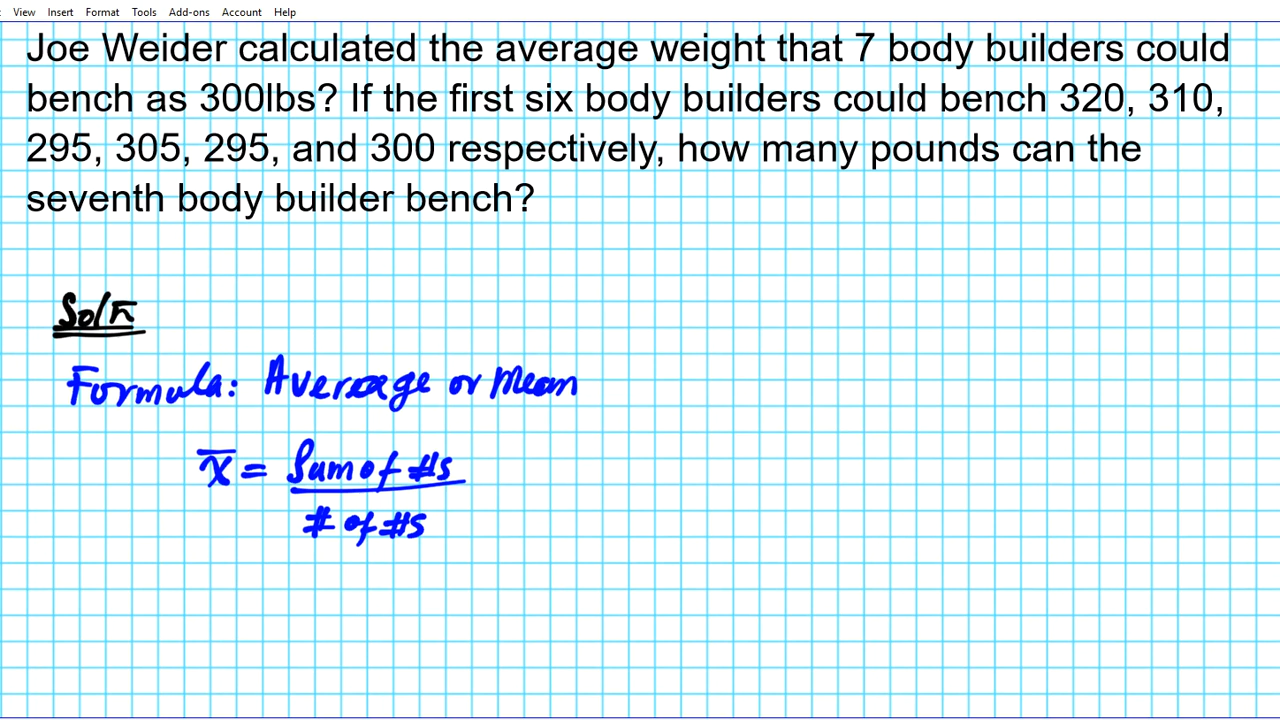 View Insert Format Tools Add-ons Account Help
Joe Weider calculated the average weight that 7 body builders could
bench as 300lbs? If the first six body builders could bench 320, 310,
295, 305, 295, and 300 respectively, how many pounds can the
seventh body builder bench?
Soln
Formula: Average or Mean
x̄ = Sum of #s
# of #s